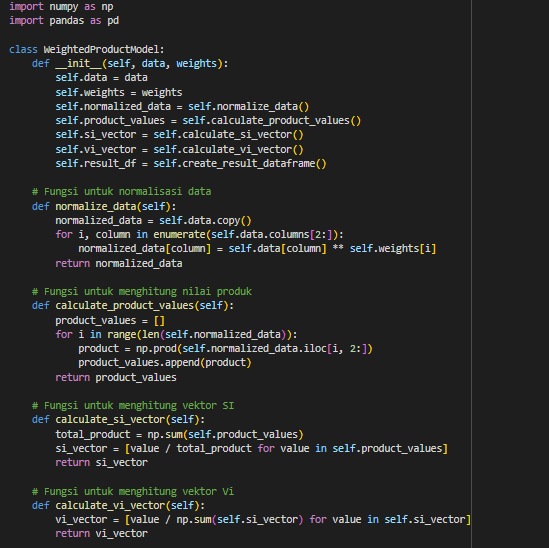 import numpy as np
import pandas as pd

class WeightedProductModel:
    def __init__(self, data, weights):
        self.data = data
        self.weights = weights
        self.normalized_data = self.normalize_data()
        self.product_values = self.calculate_product_values()
        self.si_vector = self.calculate_si_vector()
        self.vi_vector = self.calculate_vi_vector()
        self.result_df = self.create_result_dataframe()

    # Fungsi untuk normalisasi data
    def normalize_data(self):
        normalized_data = self.data.copy()
        for i, column in enumerate(self.data.columns[2:]):
            normalized_data[column] = self.data[column] ** self.weights[i]
        return normalized_data

    # Fungsi untuk menghitung nilai produk
    def calculate_product_values(self):
        product_values = []
        for i in range(len(self.normalized_data)):
            product = np.prod(self.normalized_data.iloc[i, 2:])
            product_values.append(product)
        return product_values

    # Fungsi untuk menghitung vektor SI
    def calculate_si_vector(self):
        total_product = np.sum(self.product_values)
        si_vector = [value / total_product for value in self.product_values]
        return si_vector

    # Fungsi untuk menghitung vektor Vi
    def calculate_vi_vector(self):
        vi_vector = [value / np.sum(self.si_vector) for value in self.si_vector]
        return vi_vector